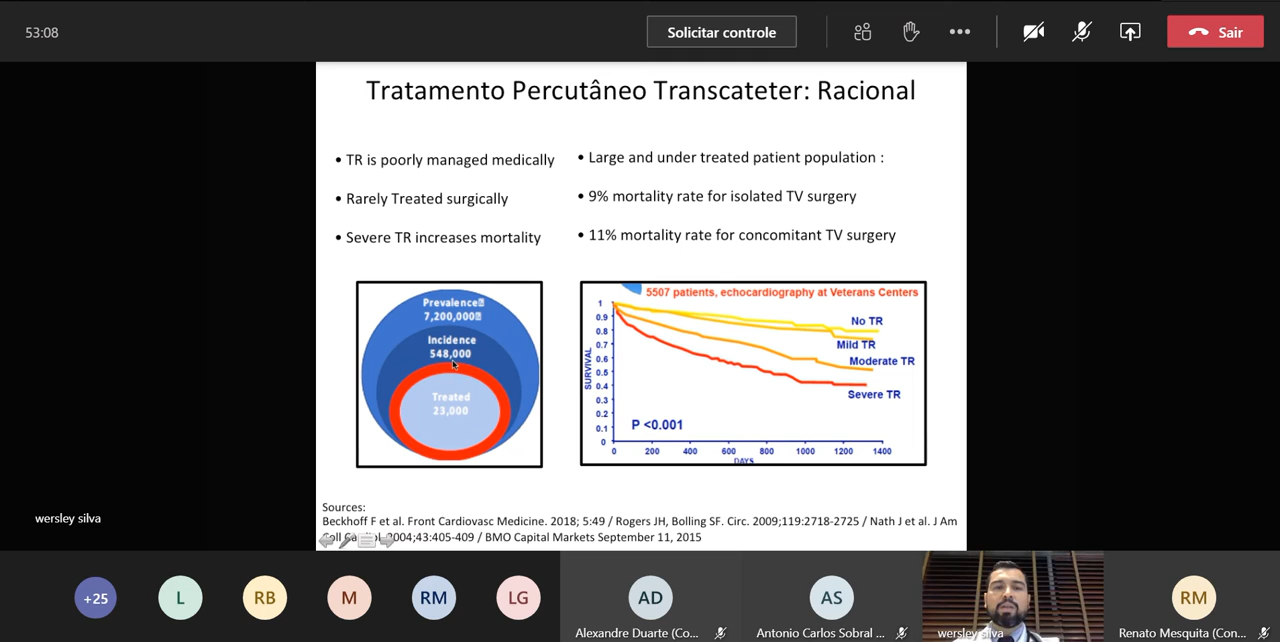 53:08
Solicitar controle
Sair
Tratamento Percutâneo Transcateter: Racional
• TR is poorly managed medically
• Rarely Treated surgically
• Severe TR increases mortality
• Large and under treated patient population :
• 9% mortality rate for isolated TV surgery
• 11% mortality rate for concomitant TV surgery
Prevalence
7,200,000
Incidence
548,000
Treated
23,000
5507 patients, echocardiography at Veterans Centers
SURVIVAL
1
0.9
0.8
0.7
0.6
0.5
0.4
0.3
0.2
0.1
0
No TR
Mild TR
Moderate TR
Severe TR
P <0.001
0 200 400 600 800 1000 1200 1400
DAYS
Sources:
Beckhoff F et al. Front Cardiovasc Medicine. 2018; 5:49 / Rogers JH, Bolling SF. Circ. 2009;119:2718-2725 / Nath J et al. J Am
Coll Cardiol. 2004;43:405-409 / BMO Capital Markets September 11, 2015
wersley silva
+25
L
RB
M
RM
LG
AD
Alexandre Duarte (Co...
AS
Antonio Carlos Sobral ...
wersley silva
RM
Renato Mesquita (Con...